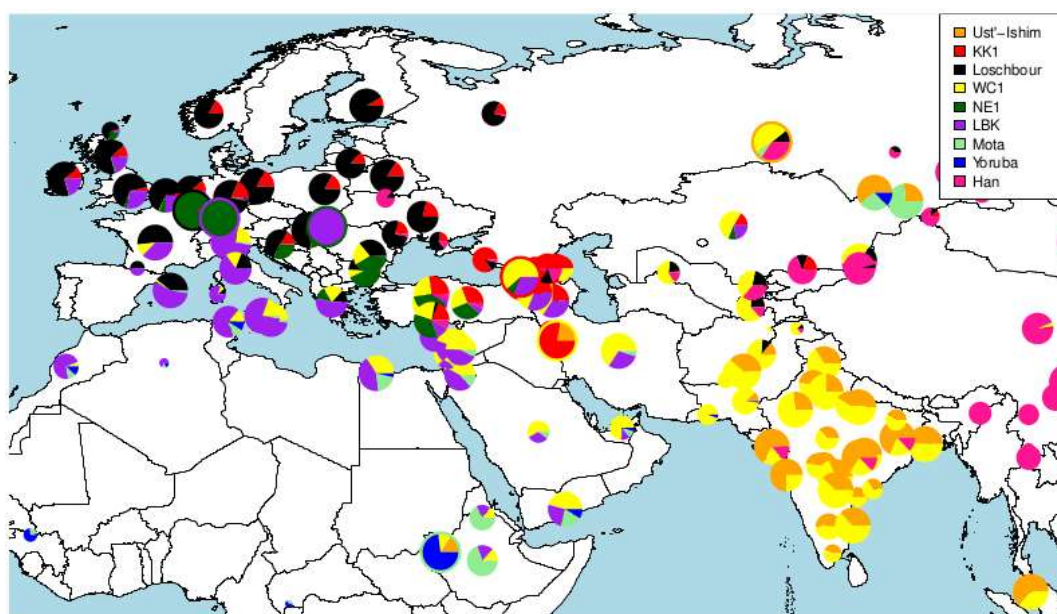 Ust'−Ishim
KK1
Loschbour
WC1
NE1
LBK
Mota
Yoruba
Han